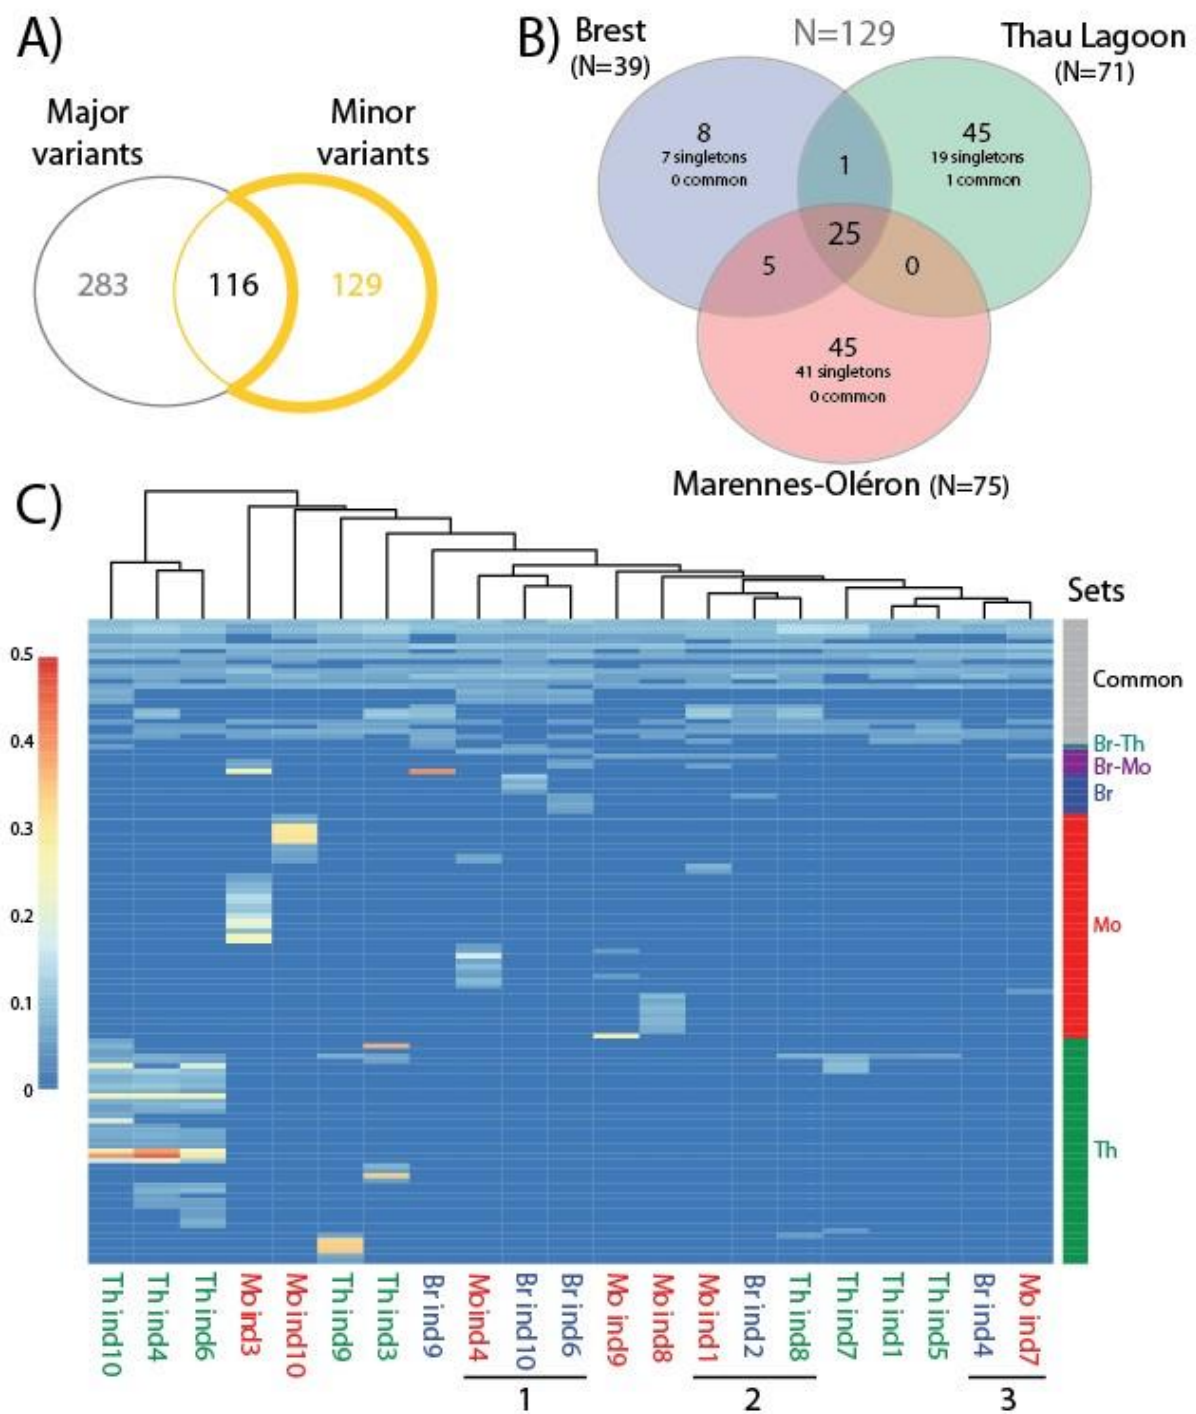 A)
Major
variants
Minor
variants
283
116
129
B)
Brest
(N=39)
N=129
Thau Lagoon
(N=71)
8
7 singletons
0 common
1
45
19 singletons
1 common
25
5
0
45
41 singletons
0 common
Marennes-Oléron (N=75)
C)
Sets
0.5
0.4
0.3
0.2
0.1
0
Common
Br-Th
Br-Mo
Br
Mo
Th
Th ind10
Th ind4
Th ind6
Mo ind3
Mo ind10
Th ind9
Th ind3
Br ind9
Mo ind4
Br ind10
Br ind6
Mo ind9
Mo ind8
Mo ind1
Br ind2
Th ind8
Th ind7
Th ind1
Th ind5
Br ind4
Mo ind7
1
2
3